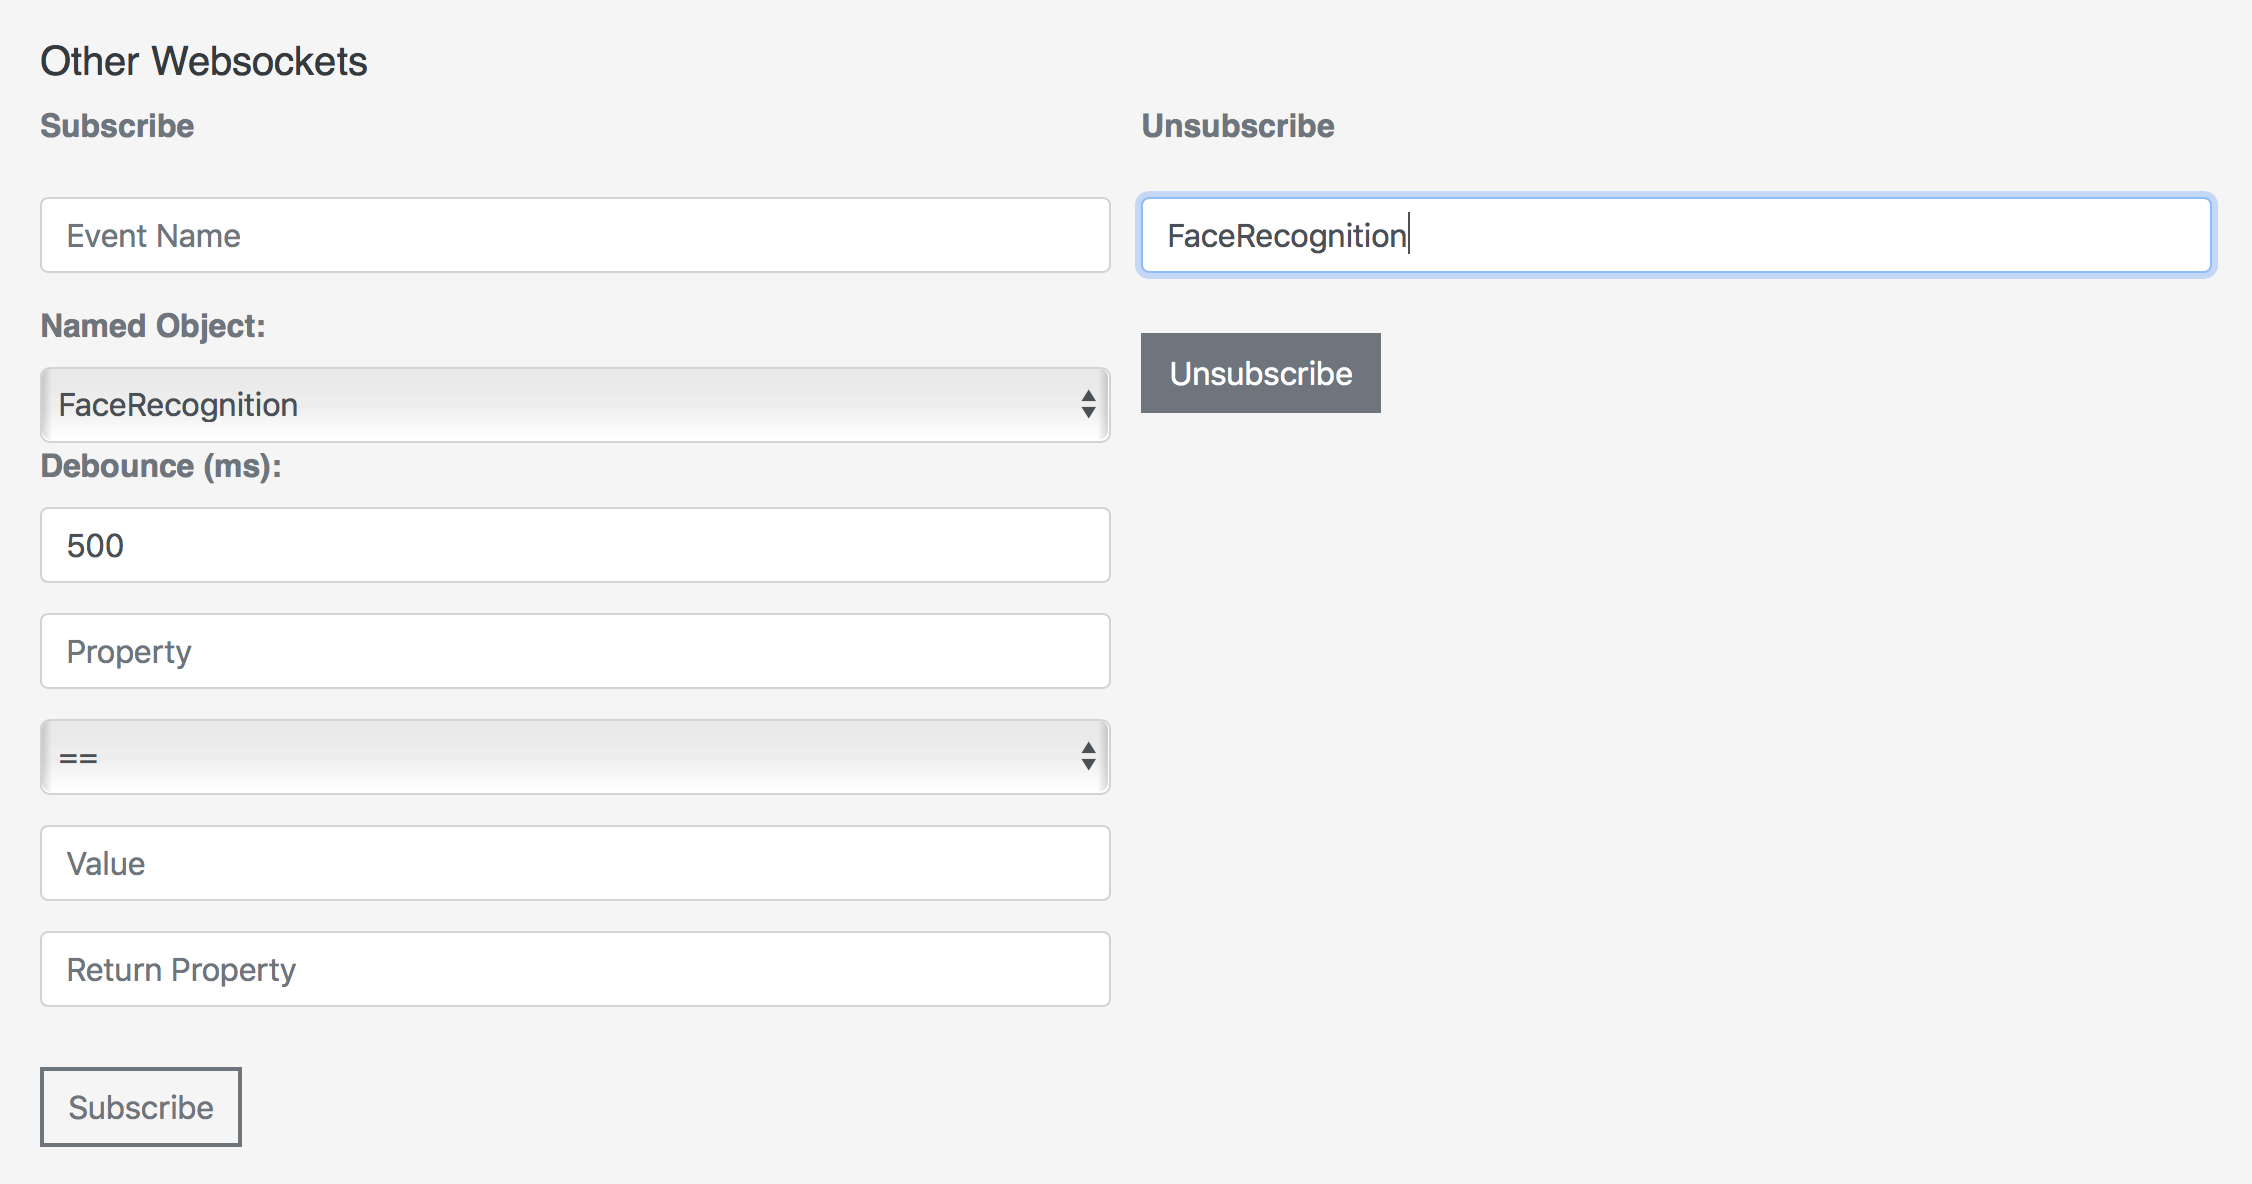 Other Websockets
Subscribe
Unsubscribe
Event Name
FaceRecognition
Named Object:
FaceRecognition
Unsubscribe
Debounce (ms):
500
Property
==
Value
Return Property
Subscribe